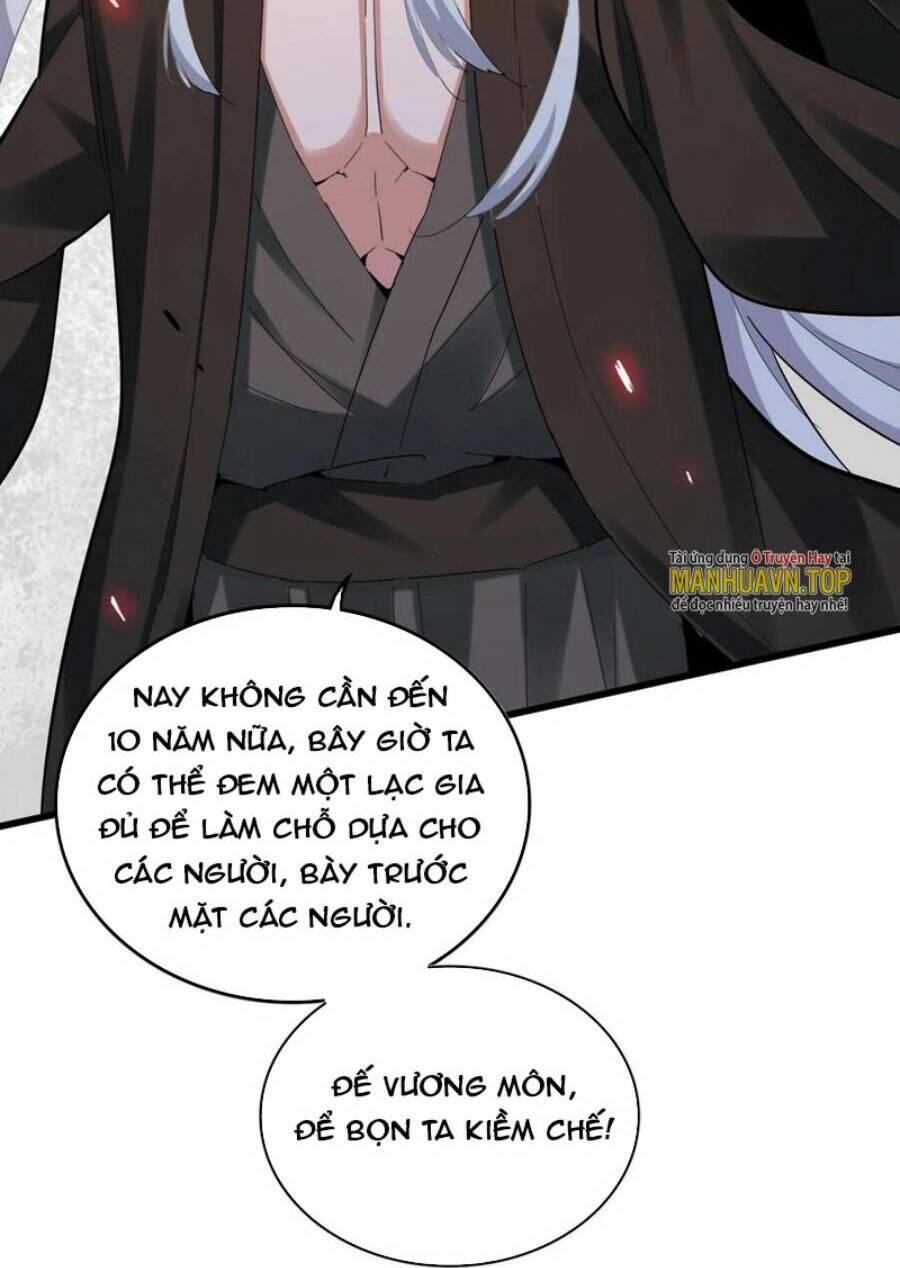 Tải ứng dụng Ô Truyện Hay tại
MANHUAVN.TOP
để đọc nhiều truyện hay nhé!
NAY KHÔNG CẦN ĐẾN
10 NĂM NỮA, BÂY GIỜ TA
CÓ THỂ ĐEM MỘT LẠC GIA
ĐỦ ĐỂ LÀM CHỖ DỰA CHO
CÁC NGƯỜI, BÀY TRƯỚC
MẶT CÁC NGƯỜI.
ĐẾ VƯƠNG MÔN,
ĐỂ BỌN TA KIỀM CHẾ!